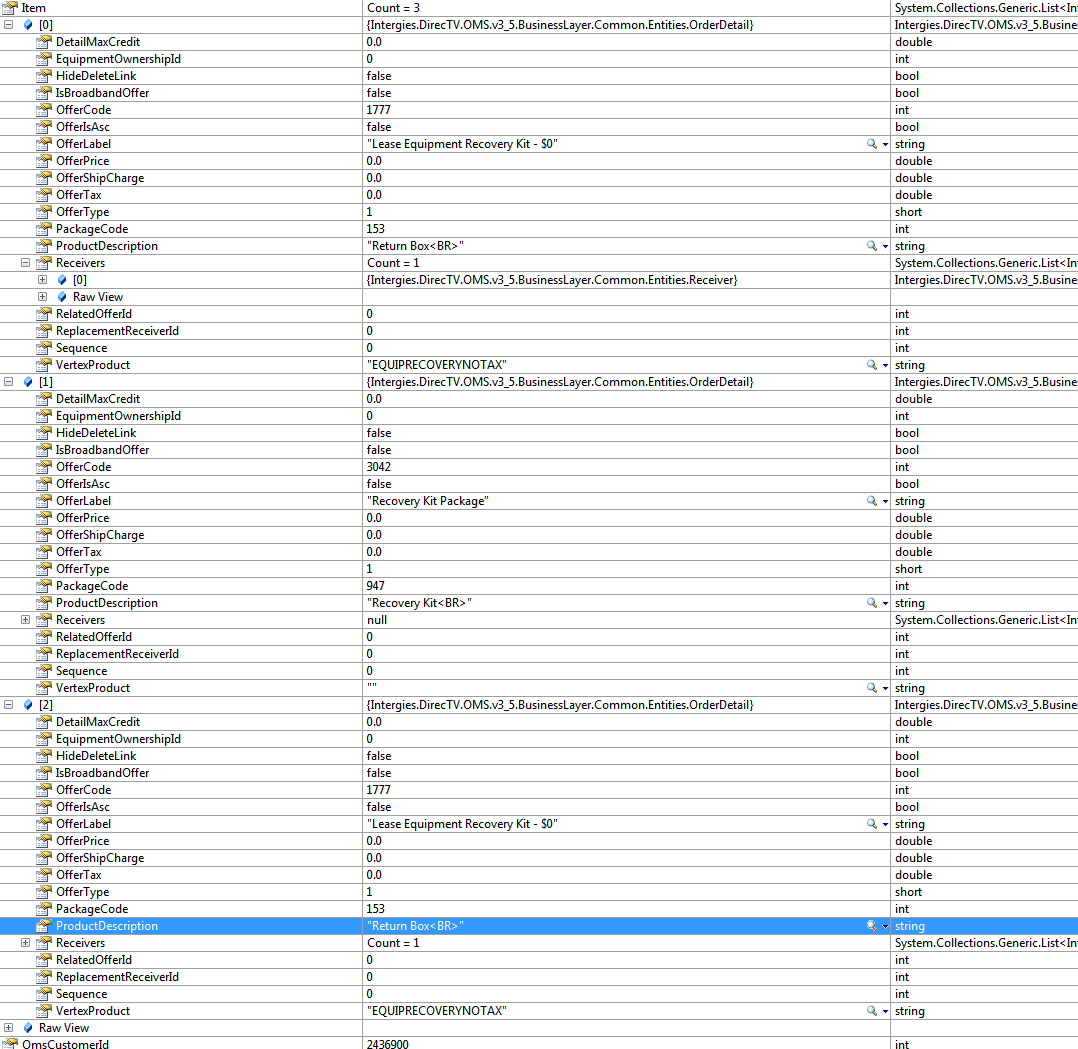 Item Count = 3 System.Collections.Generic.List<Int
[0] {Intergies.DirecTV.OMS.v3_5.BusinessLayer.Common.Entities.OrderDetail} Intergies.DirecTV.OMS.v3_5.Busine
DetailMaxCredit 0.0 double
EquipmentOwnershipId 0 int
HideDeleteLink false bool
IsBroadbandOffer false bool
OfferCode 1777 int
OfferIsAsc false bool
OfferLabel "Lease Equipment Recovery Kit - $0" string
OfferPrice 0.0 double
OfferShipCharge 0.0 double
OfferTax 0.0 double
OfferType 1 short
PackageCode 153 int
ProductDescription "Return Box<BR>" string
Receivers Count = 1 System.Collections.Generic.List<Int
[0] {Intergies.DirecTV.OMS.v3_5.BusinessLayer.Common.Entities.Receiver} Intergies.DirecTV.OMS.v3_5.Busine
Raw View
RelatedOfferId 0 int
ReplacementReceiverId 0 int
Sequence 0 int
VertexProduct "EQUIPRECOVERYNOTAX" string
[1] {Intergies.DirecTV.OMS.v3_5.BusinessLayer.Common.Entities.OrderDetail} Intergies.DirecTV.OMS.v3_5.Busine
DetailMaxCredit 0.0 double
EquipmentOwnershipId 0 int
HideDeleteLink false bool
IsBroadbandOffer false bool
OfferCode 3042 int
OfferIsAsc false bool
OfferLabel "Recovery Kit Package" string
OfferPrice 0.0 double
OfferShipCharge 0.0 double
OfferTax 0.0 double
OfferType 1 short
PackageCode 947 int
ProductDescription "Recovery Kit<BR>" string
Receivers null System.Collections.Generic.List<Int
RelatedOfferId 0 int
ReplacementReceiverId 0 int
Sequence 0 int
VertexProduct "" string
[2] {Intergies.DirecTV.OMS.v3_5.BusinessLayer.Common.Entities.OrderDetail} Intergies.DirecTV.OMS.v3_5.Busine
DetailMaxCredit 0.0 double
EquipmentOwnershipId 0 int
HideDeleteLink false bool
IsBroadbandOffer false bool
OfferCode 1777 int
OfferIsAsc false bool
OfferLabel "Lease Equipment Recovery Kit - $0" string
OfferPrice 0.0 double
OfferShipCharge 0.0 double
OfferTax 0.0 double
OfferType 1 short
PackageCode 153 int
ProductDescription "Return Box<BR>" string
Receivers Count = 1 System.Collections.Generic.List<Int
RelatedOfferId 0 int
ReplacementReceiverId 0 int
Sequence 0 int
VertexProduct "EQUIPRECOVERYNOTAX" string
Raw View
OmsCustomerId 2436900 int